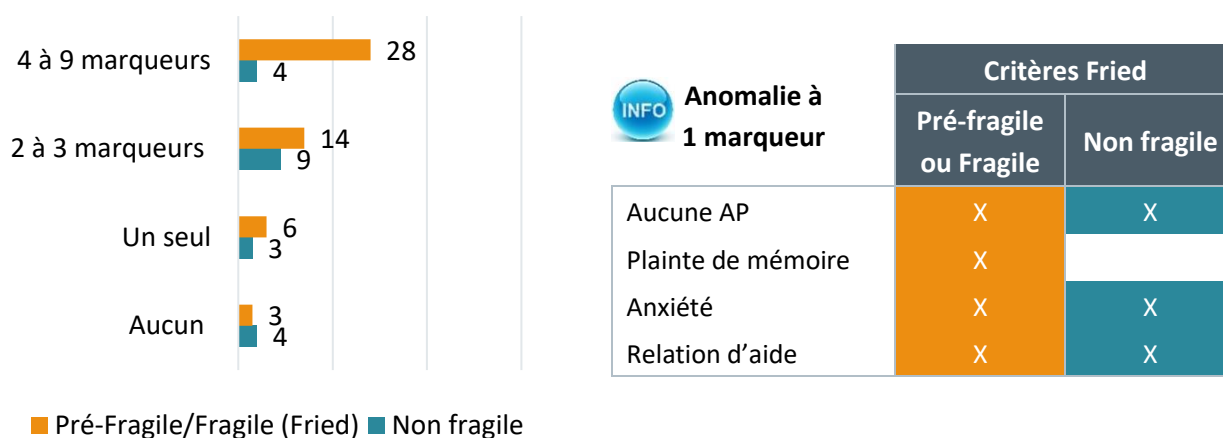 4 à 9 marqueurs
28
4
2 à 3 marqueurs
14
9
Un seul
6
3
Aucun
3
4
Pré-Fragile/Fragile (Fried) Non fragile
INFO
Anomalie à
1 marqueur
Critères Fried
Pré-fragile
ou Fragile
Non fragile
Aucune AP X X
Plainte de mémoire X
Anxiété X X
Relation d’aide X X